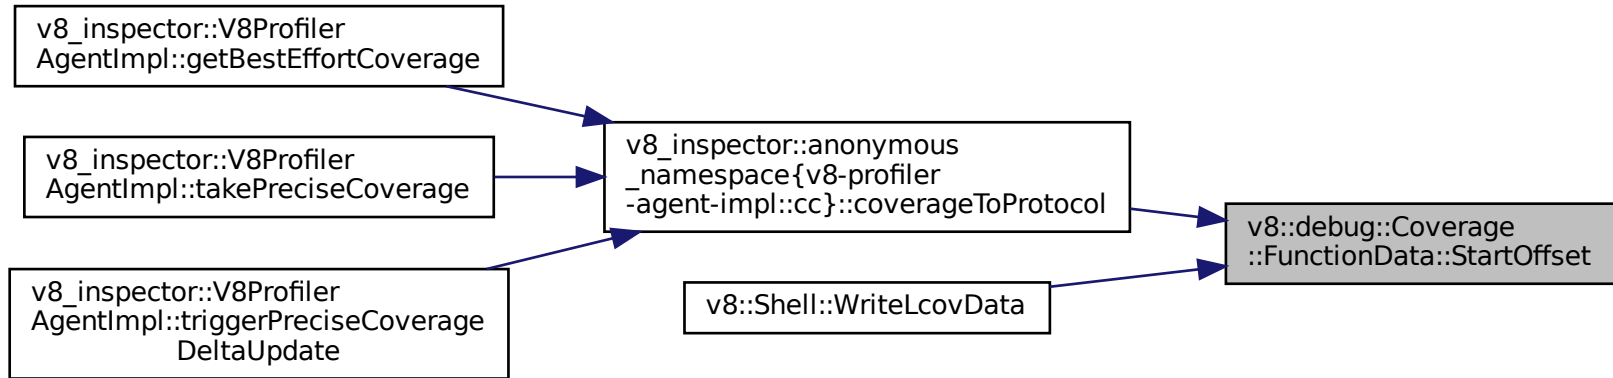 v8_inspector::V8Profiler
AgentImpl::getBestEffortCoverage
v8_inspector::V8Profiler
AgentImpl::takePreciseCoverage
v8_inspector::V8Profiler
AgentImpl::triggerPreciseCoverage
DeltaUpdate
v8_inspector::anonymous
_namespace{v8-profiler
-agent-impl::cc}::coverageToProtocol
v8::Shell::WriteLcovData
v8::debug::Coverage
::FunctionData::StartOffset